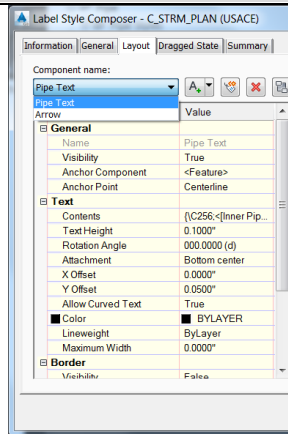 Label Style Composer - C_STRM_PLAN (USACE)
Information General Layout Dragged State Summary
Component name:
Pipe Text
Pipe Text
Arrow
Value
General
Name Pipe Text
Visibility True
Anchor Component <Feature>
Anchor Point Centerline
Text
Contents {\C256;<[Inner Pip...
Text Height 0.1000"
Rotation Angle 000.0000 (d)
Attachment Bottom center
X Offset 0.0000"
Y Offset 0.0500"
Allow Curved Text True
Color BYLAYER
Lineweight ByLayer
Maximum Width 0.0000"
Border
Visibility False